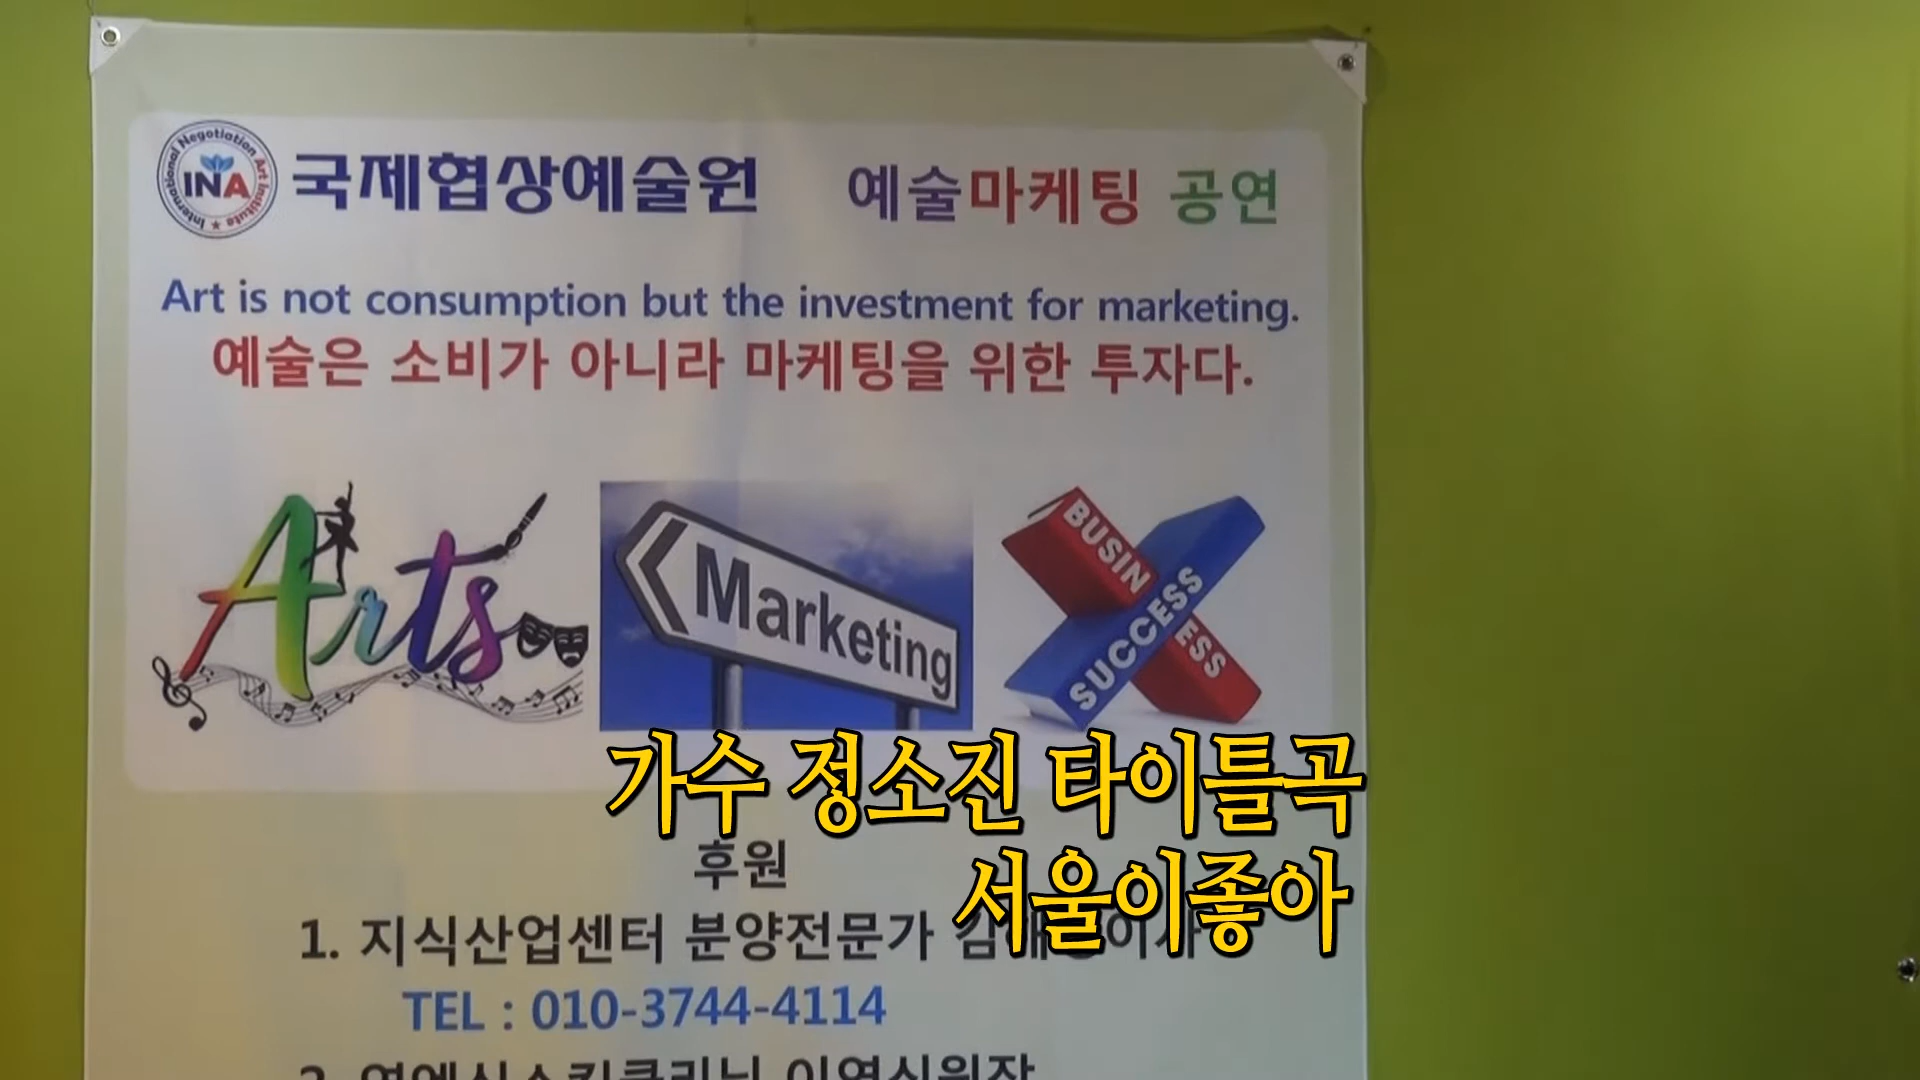 International Negotiation Art Institute
INA
국제협상예술원 예술마케팅 공연
Art is not consumption but the investment for marketing.
예술은 소비가 아니라 마케팅을 위한 투자다.
Arts
Marketing
BUSINESS
SUCCESS
가수 정소진 타이틀곡
서울이좋아
후원
1. 지식산업센터 분양전문가
TEL : 010-3744-4114